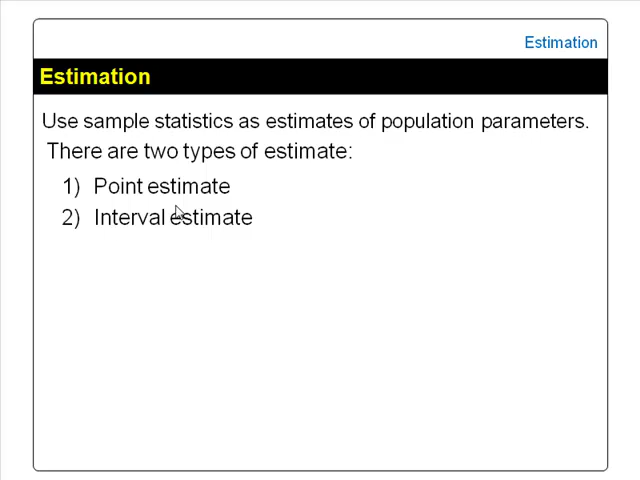 Estimation
Estimation
Use sample statistics as estimates of population parameters.
There are two types of estimate:
1) Point estimate
2) Interval estimate